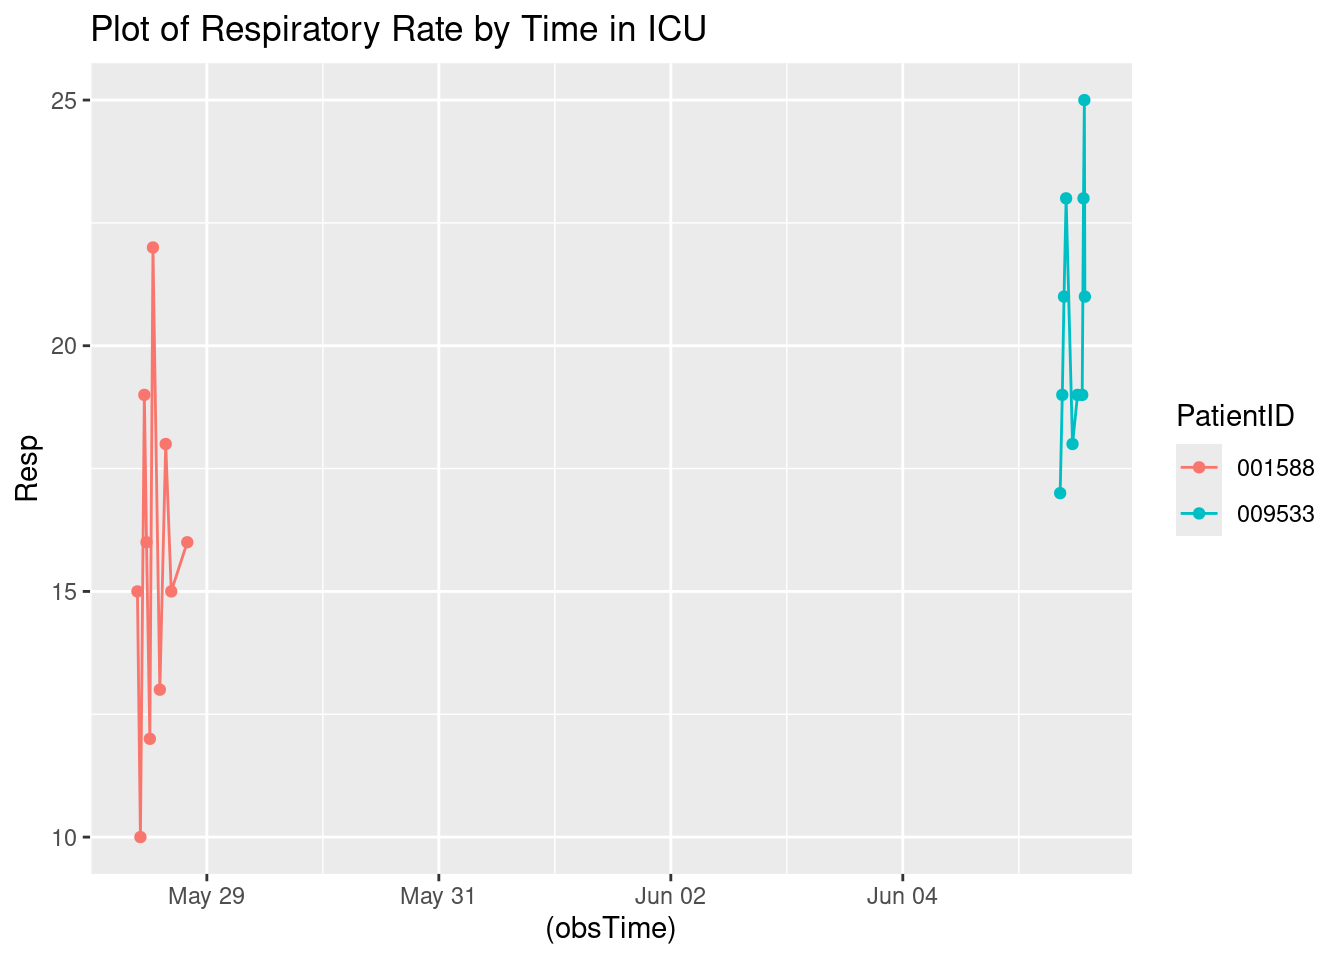 Plot of Respiratory Rate by Time in ICU
25
20
15
10
Resp
May 29
May 31
Jun 02
Jun 04
(obsTime)
PatientID
001588
009533